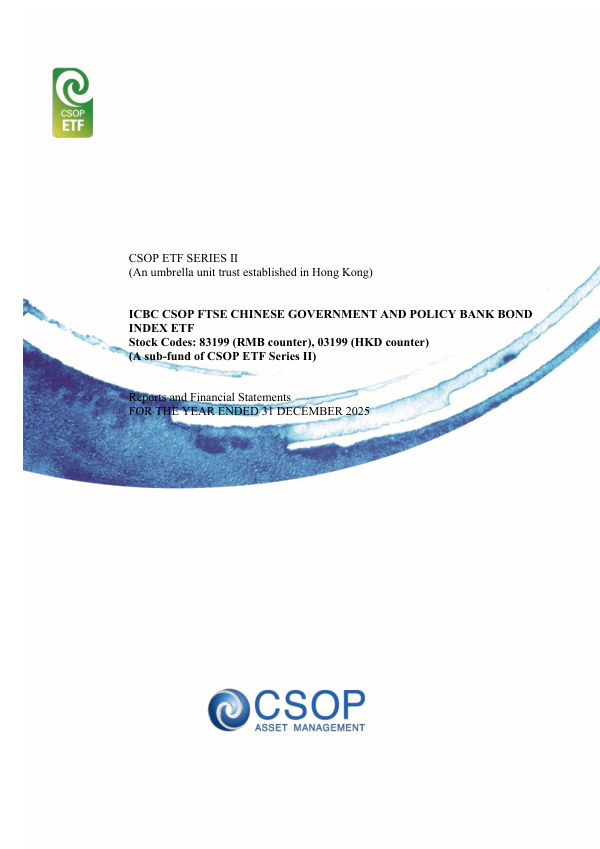 CSOP
ETF
CSOP ETF SERIES II
(An umbrella unit trust established in Hong Kong)
ICBC CSOP FTSE CHINESE GOVERNMENT AND POLICY BANK BOND
INDEX ETF
Stock Codes: 83199 (RMB counter), 03199 (HKD counter)
(A sub-fund of CSOP ETF Series II)
Reports and Financial Statements
FOR THE YEAR ENDED 31 DECEMBER 2025
CSOP
ASSET MANAGEMENT